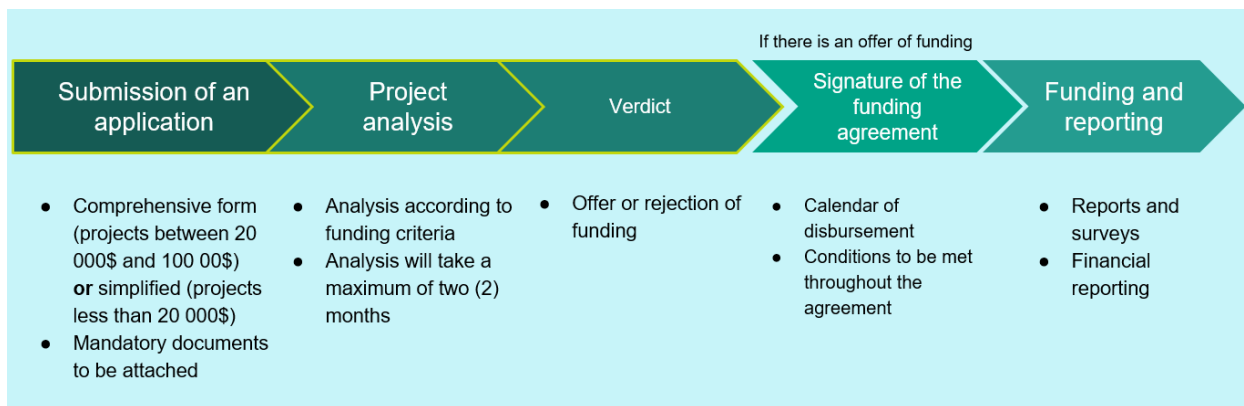 If there is an offer of funding
Submission of an
application
Project
analysis
Verdict
Signature of the
funding
agreement
Funding and
reporting
● Comprehensive form
(projects between 20
000$ and 100 00$)
or simplified (projects
less than 20 000$)
● Mandatory documents
to be attached
● Analysis according to
funding criteria
● Analysis will take a
maximum of two (2)
months
● Offer or rejection of
funding
● Calendar of
disbursement
● Conditions to be met
throughout the
agreement
● Reports and
surveys
● Financial
reporting